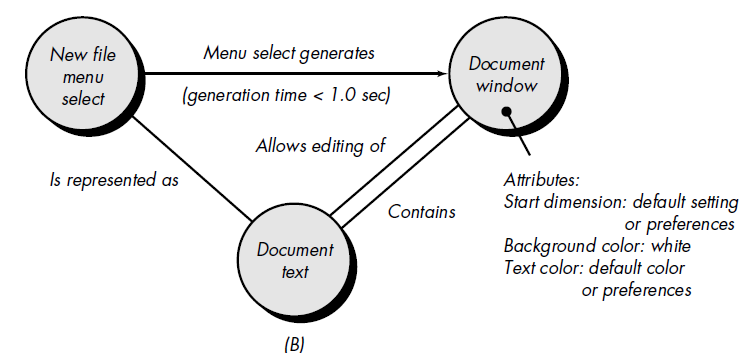 New file
menu
select
Menu select generates
(generation time < 1.0 sec)
Document
window
Allows editing of
Is represented as
Contains
Attributes:
Start dimension: default setting
or preferences
Background color: white
Text color: default color
or preferences
Document
text
(B)